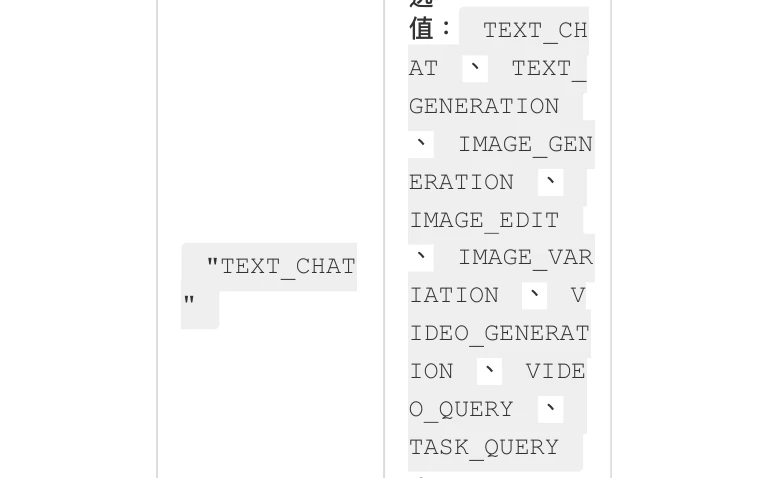 "TEXT_CHAT
"
值： TEXT_CH
AT 、 TEXT_
GENERATION
、 IMAGE_GEN
ERATION 、
IMAGE_EDIT
、 IMAGE_VAR
IATION 、 V
IDEO_GENERAT
ION 、 VIDE
O_QUERY 、
TASK_QUERY